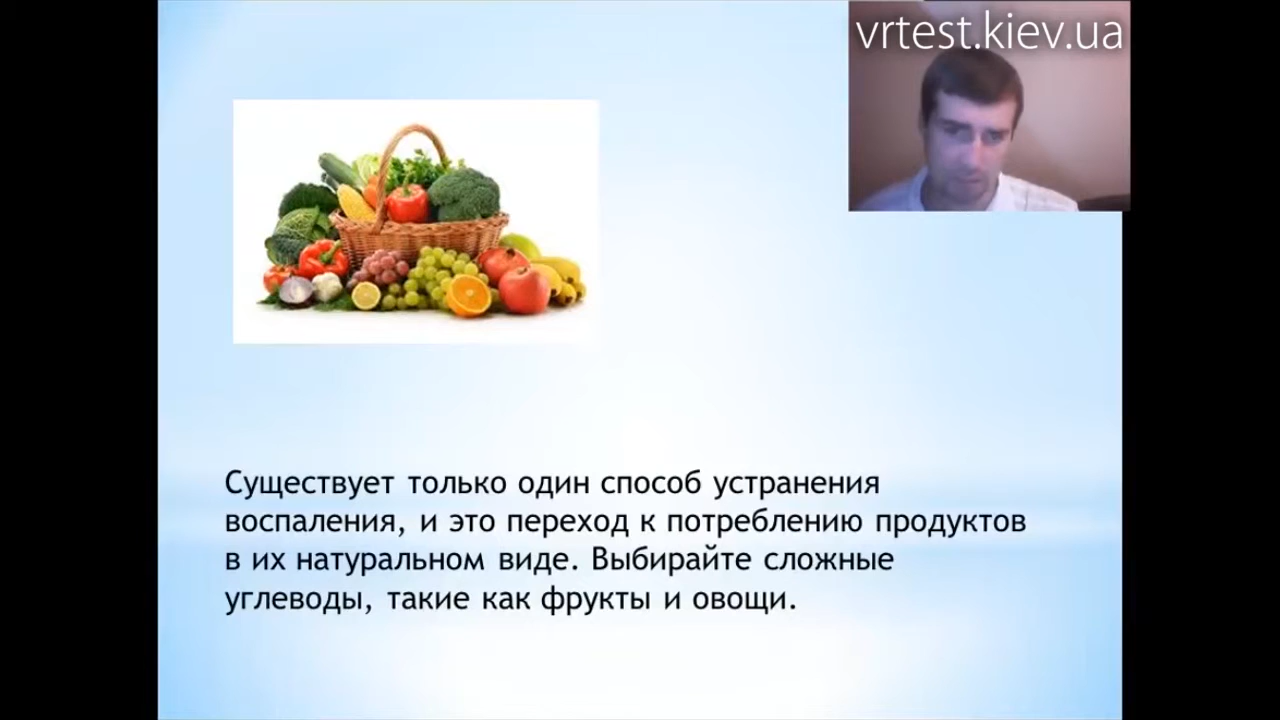 vrtest.kiev.ua
Существует только один способ устранения
воспаления, и это переход к потреблению продуктов
в их натуральном виде. Выбирайте сложные
углеводы, такие как фрукты и овощи.